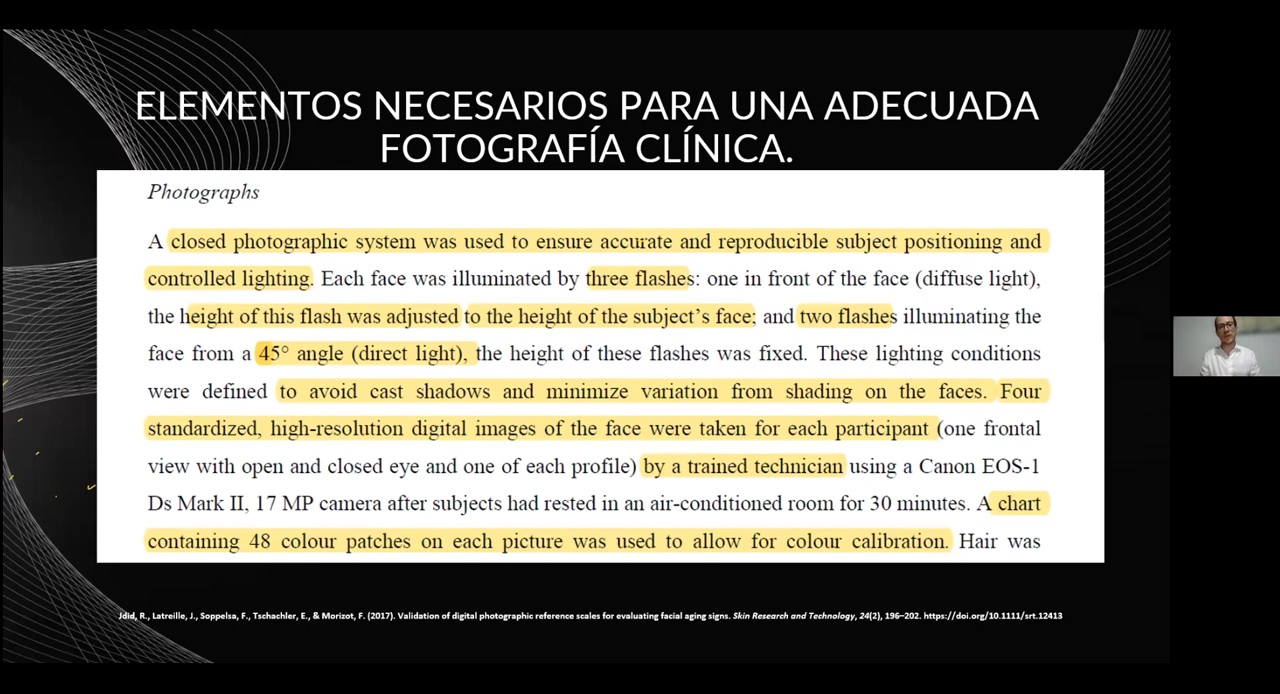 ELEMENTOS NECESARIOS PARA UNA ADECUADA
FOTOGRAFÍA CLÍNICA.
Photographs
A closed photographic system was used to ensure accurate and reproducible subject positioning and
controlled lighting. Each face was illuminated by three flashes: one in front of the face (diffuse light),
the height of this flash was adjusted to the height of the subject's face; and two flashes illuminating the
face from a 45° angle (direct light), the height of these flashes was fixed. These lighting conditions
were defined to avoid cast shadows and minimize variation from shading on the faces. Four
standardized, high-resolution digital images of the face were taken for each participant (one frontal
view with open and closed eye and one of each profile) by a trained technician using a Canon EOS-1
Ds Mark II, 17 MP camera after subjects had rested in an air-conditioned room for 30 minutes. A chart
containing 48 colour patches on each picture was used to allow for colour calibration. Hair was
Jdid, R., Latreille, J., Soppelsa, F., Tschachler, E., & Morizot, F. (2017). Validation of digital photographic reference scales for evaluating facial aging signs. Skin Research and Technology, 24(2), 196–202. https://doi.org/10.1111/srt.12413